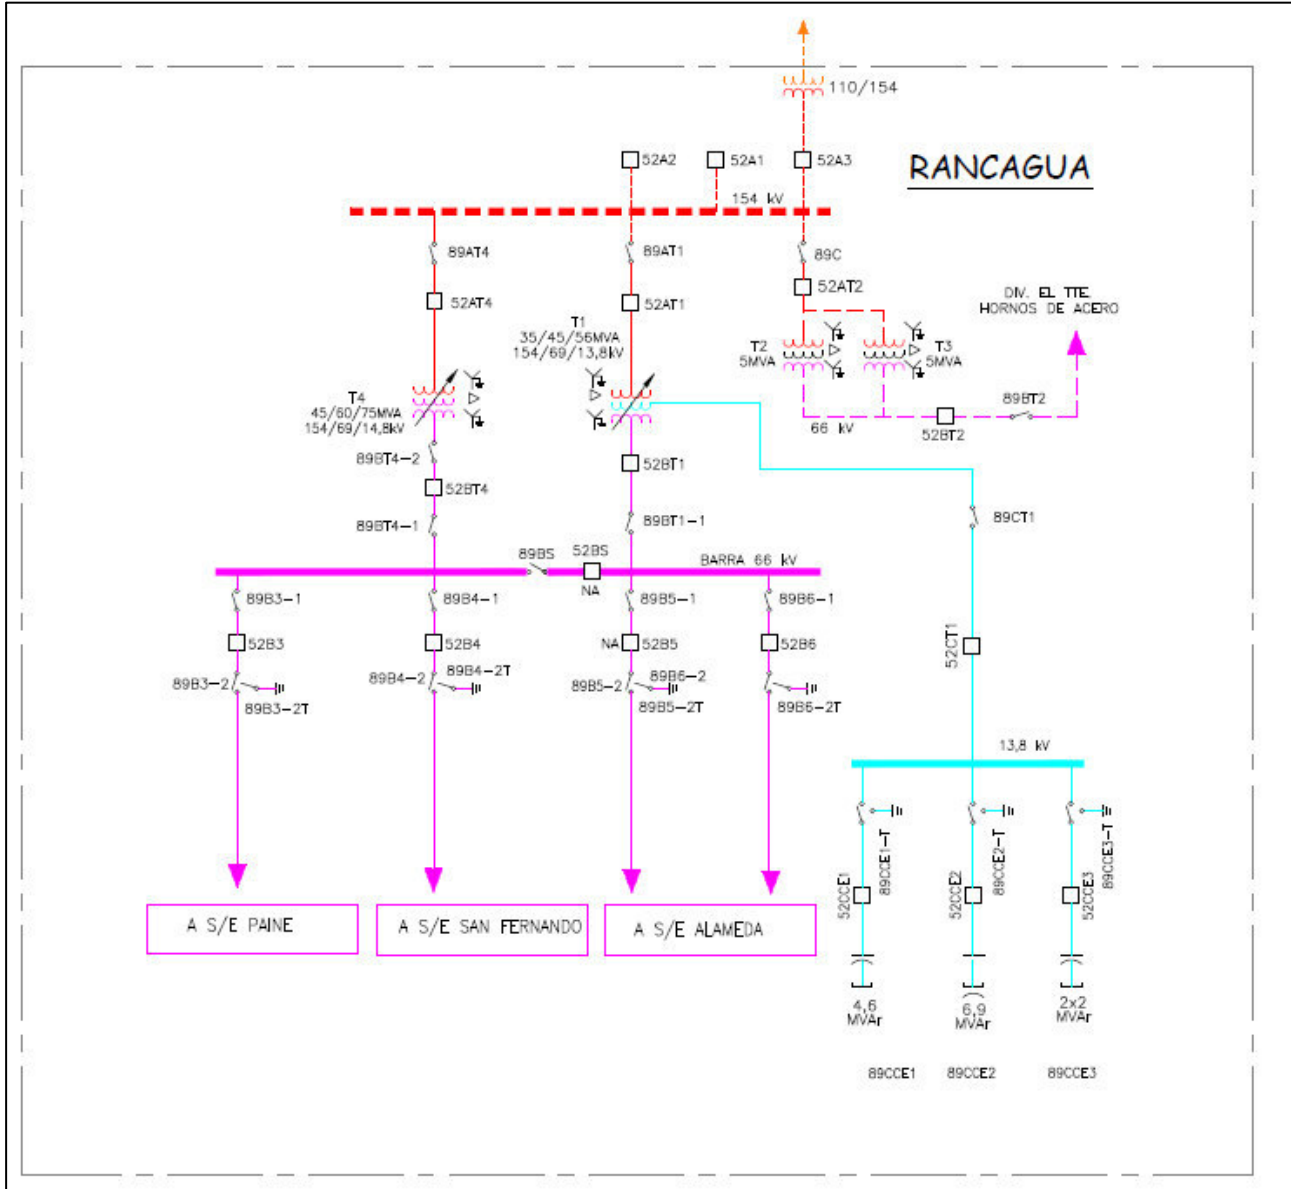 110/154
52A2
52A1
52A3
RANCAGUA
154 kV
89AT4
89AT1
89C
52AT4
52AT1
52AT2
DIV. EL TTE.
HORNOS DE ACERO
T1
35/45/56MVA
154/69/13,8kV
T2
5MVA
T3
5MVA
T4
45/60/75MVA
154/69/14,8kV
89BT2
66 kV
52BT2
89BT4-2
52BT4
89BT4-1
52BT1
89BT1-1
89CT1
89BS
52BS
NA
BARRA 66 kV
89B3-1
89B4-1
89B5-1
89B6-1
52B3
52B4
NA
52B5
52B6
52CT1
89B3-2
89B3-2T
89B4-2
89B4-2T
89B5-2
89B6-2
89B5-2T
89B6-2T
13,8 kV
89CCE1-T
89CCE2-T
89CCE3-T
52CCE1
52CCE2
52CCE3
A S/E PAINE
A S/E SAN FERNANDO
A S/E ALAMEDA
4,6
MVAr
6,9
MVAr
2x2
MVAr
89CCE1
89CCE2
89CCE3